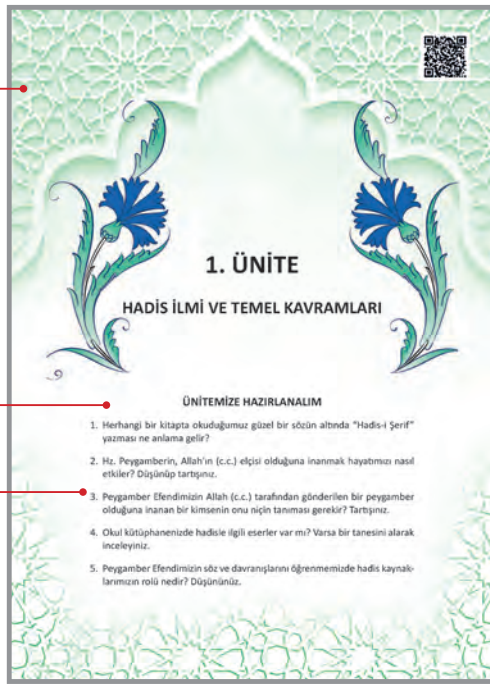 1. ÜNİTE
HADİS İLMİ VE TEMEL KAVRAMLARI
ÜNİTEMİZE HAZIRLANALIM
1. Herhangi bir kitapta okuduğumuz güzel bir sözün altında "Hadis-i Şerif"
yazması ne anlama gelir?
2. Hz. Peygamberin, Allah'ın (c.c.) elçisi olduğuna inanmak hayatımızı nasıl
etkiler? Düşünüp tartışınız.
3. Peygamber Efendimizin Allah (c.c.) tarafından gönderilen bir peygamber
olduğuna inanan bir kimsenin onu niçin tanıması gerekir? Tartışınız.
4. Okul kütüphanenizde hadisle ilgili eserler var mı? Varsa bir tanesini alarak
inceleyiniz.
5. Peygamber Efendimizin söz ve davranışlarını öğrenmemizde hadis kaynak-
larımızın rolü nedir? Düşününüz.